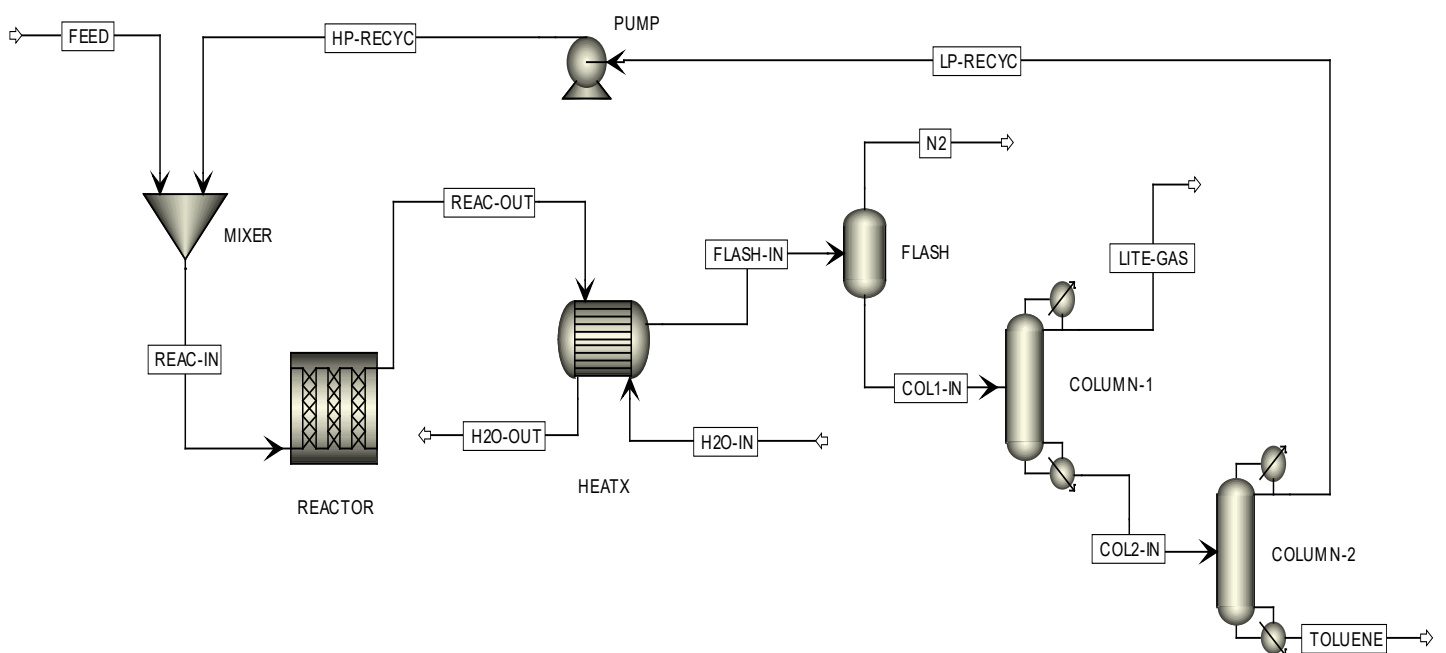 PUMP
FEED
HP-RECYC
LP-RECYC
N2
REAC-OUT
MIXER
FLASH-IN
FLASH
LITE-GAS
REAC-IN
COL1-IN
COLUMN-1
H2O-OUT
H2O-IN
HEATX
REACTOR
COL2-IN
COLUMN-2
TOLUENE